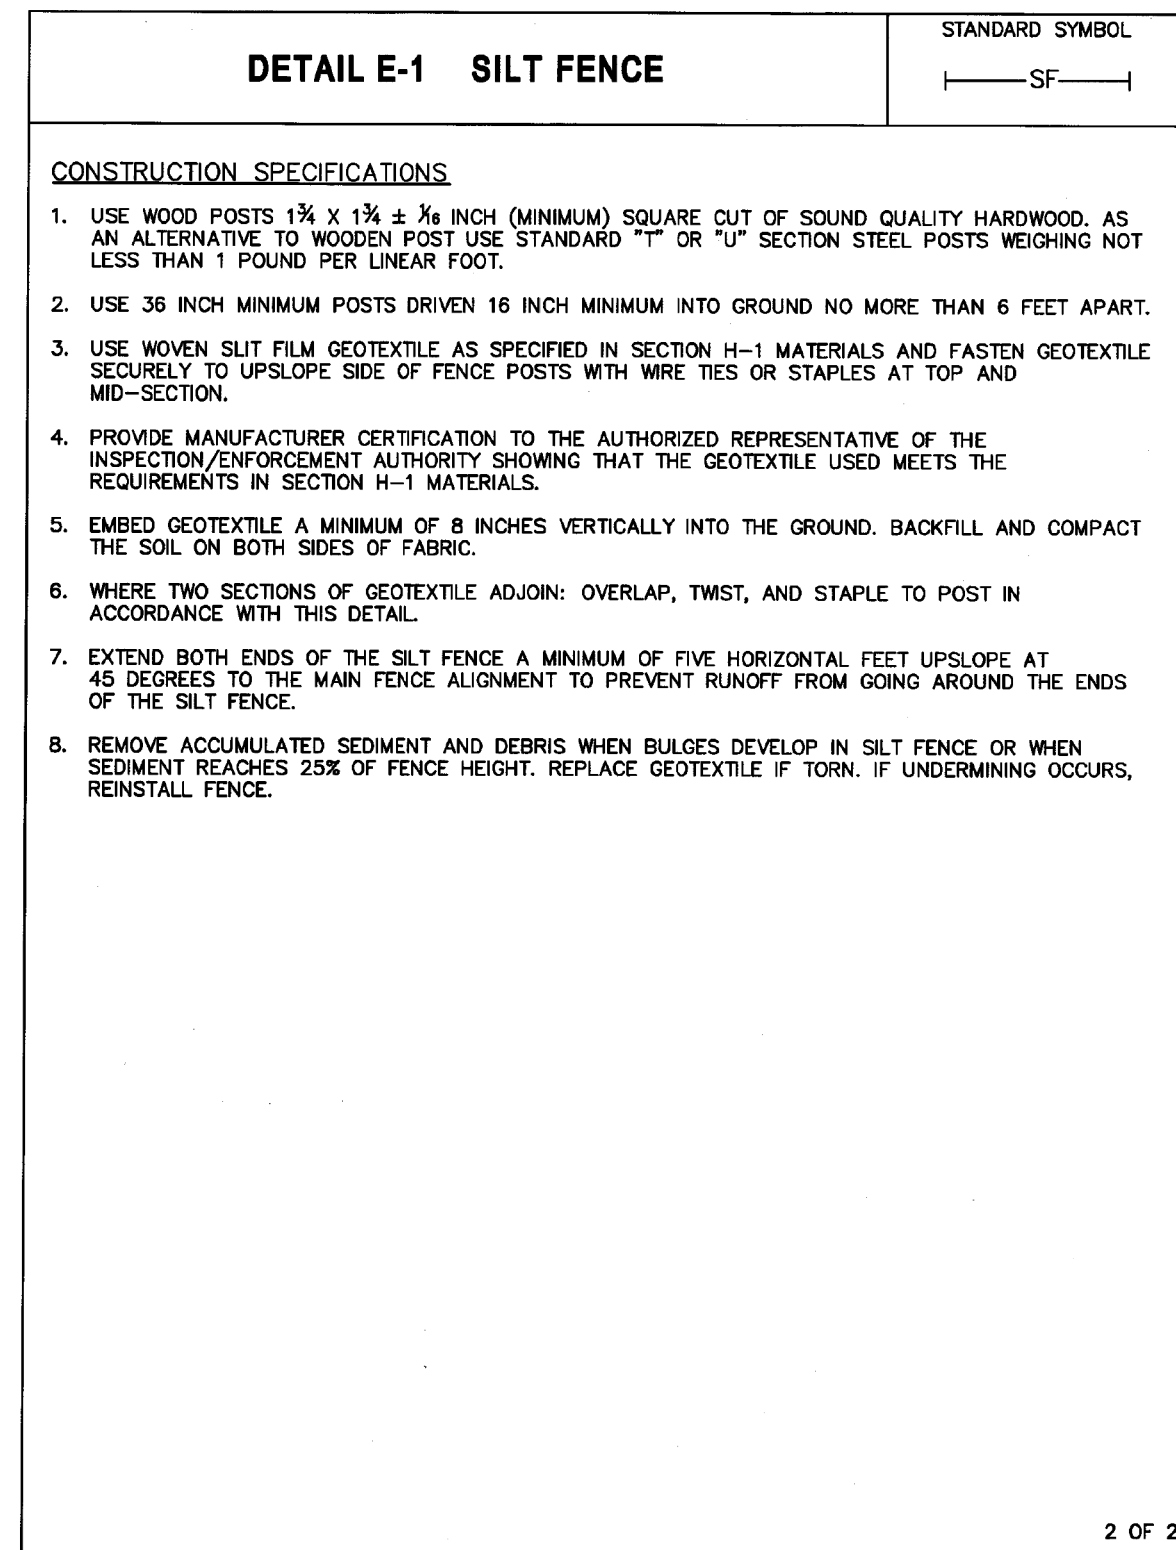 DETAIL E-1 SILT FENCE
STANDARD SYMBOL
SF
CONSTRUCTION SPECIFICATIONS
1. USE WOOD POSTS 1¾ X 1¾ ± 1⁄16 INCH (MINIMUM) SQUARE CUT OF SOUND QUALITY HARDWOOD. AS
AN ALTERNATIVE TO WOODEN POST USE STANDARD "T" OR "U" SECTION STEEL POSTS WEIGHING NOT
LESS THAN 1 POUND PER LINEAR FOOT.
2. USE 36 INCH MINIMUM POSTS DRIVEN 16 INCH MINIMUM INTO GROUND NO MORE THAN 6 FEET APART.
3. USE WOVEN SLIT FILM GEOTEXTILE AS SPECIFIED IN SECTION H-1 MATERIALS AND FASTEN GEOTEXTILE
SECURELY TO UPSLOPE SIDE OF FENCE POSTS WITH WIRE TIES OR STAPLES AT TOP AND
MID-SECTION.
4. PROVIDE MANUFACTURER CERTIFICATION TO THE AUTHORIZED REPRESENTATIVE OF THE
INSPECTION/ENFORCEMENT AUTHORITY SHOWING THAT THE GEOTEXTILE USED MEETS THE
REQUIREMENTS IN SECTION H-1 MATERIALS.
5. EMBED GEOTEXTILE A MINIMUM OF 8 INCHES VERTICALLY INTO THE GROUND. BACKFILL AND COMPACT
THE SOIL ON BOTH SIDES OF FABRIC.
6. WHERE TWO SECTIONS OF GEOTEXTILE ADJOIN: OVERLAP, TWIST, AND STAPLE TO POST IN
ACCORDANCE WITH THIS DETAIL.
7. EXTEND BOTH ENDS OF THE SILT FENCE A MINIMUM OF FIVE HORIZONTAL FEET UPSLOPE AT
45 DEGREES TO THE MAIN FENCE ALIGNMENT TO PREVENT RUNOFF FROM GOING AROUND THE ENDS
OF THE SILT FENCE.
8. REMOVE ACCUMULATED SEDIMENT AND DEBRIS WHEN BULGES DEVELOP IN SILT FENCE OR WHEN
SEDIMENT REACHES 25% OF FENCE HEIGHT. REPLACE GEOTEXTILE IF TORN. IF UNDERMINING OCCURS,
REINSTALL FENCE.
2 OF 2